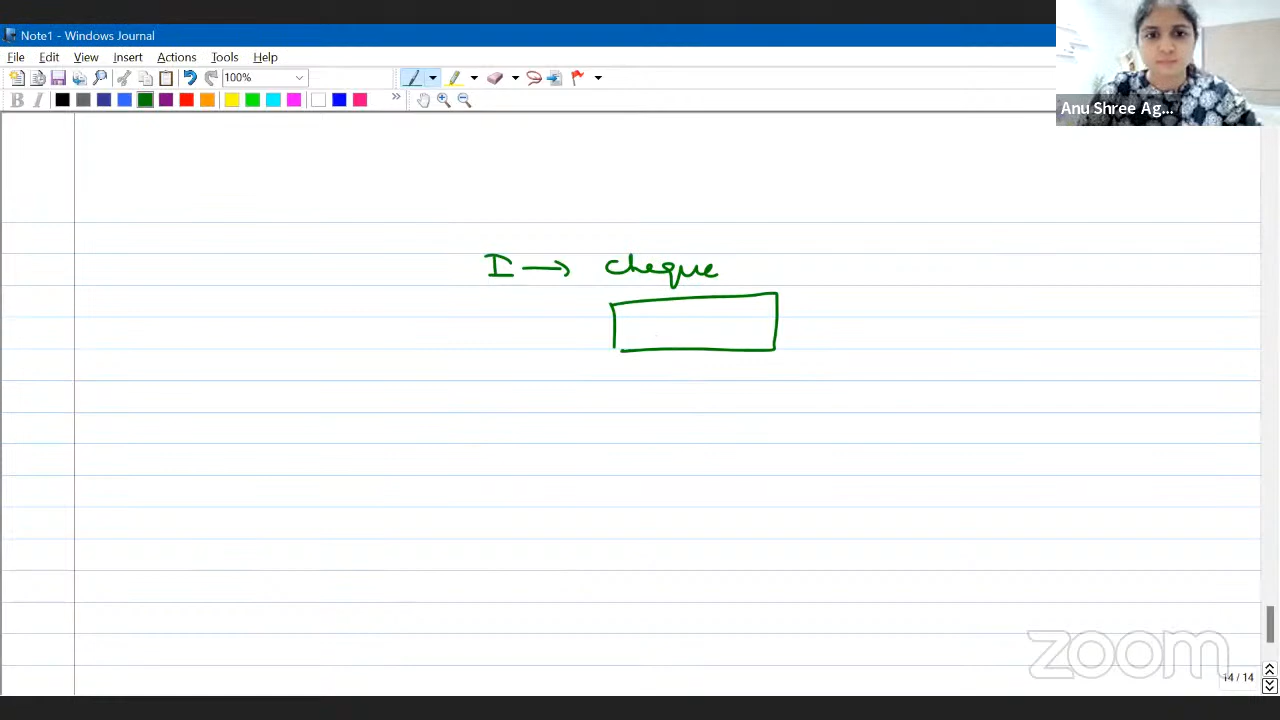 Note1 - Windows Journal
File Edit View Insert Actions Tools Help
100%
B I
Anu Shree Ag...
I → cheque
zoom
14 / 14